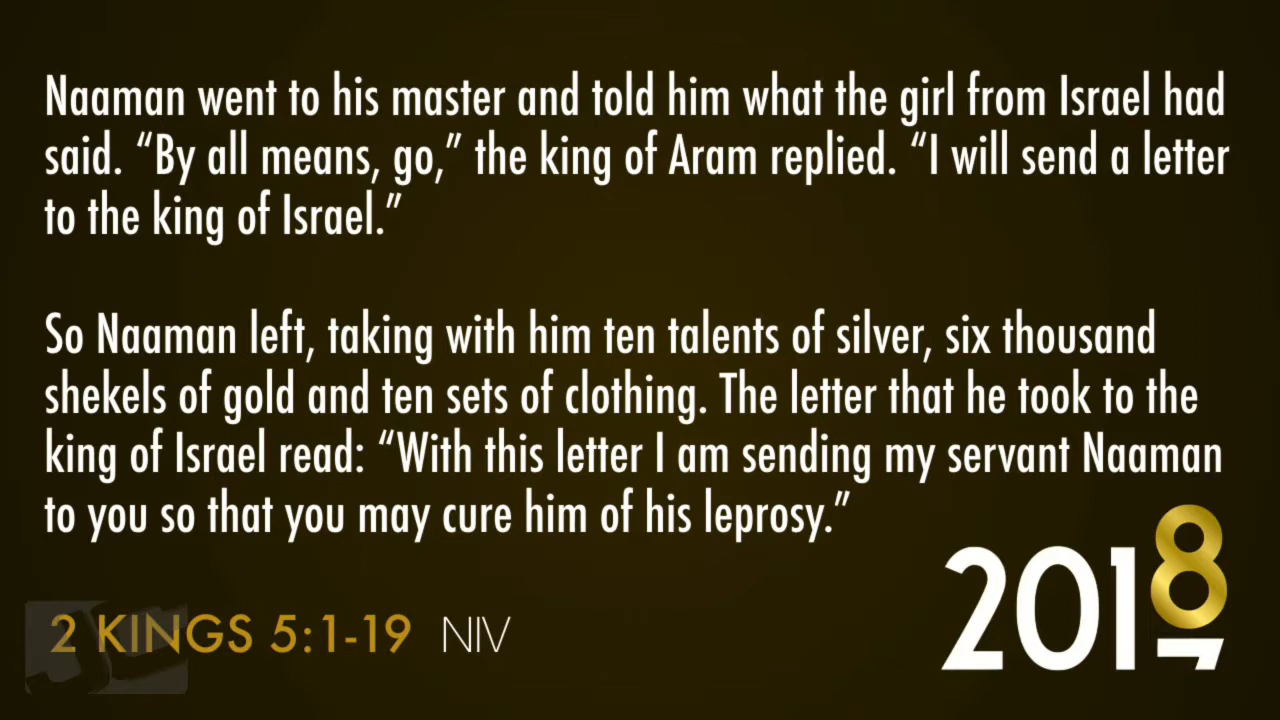 Naaman went to his master and told him what the girl from Israel had
said. “By all means, go,” the king of Aram replied. “I will send a letter
to the king of Israel.”
So Naaman left, taking with him ten talents of silver, six thousand
shekels of gold and ten sets of clothing. The letter that he took to the
king of Israel read: “With this letter I am sending my servant Naaman
to you so that you may cure him of his leprosy.”
2 KINGS 5:1-19 NIV
2018
7